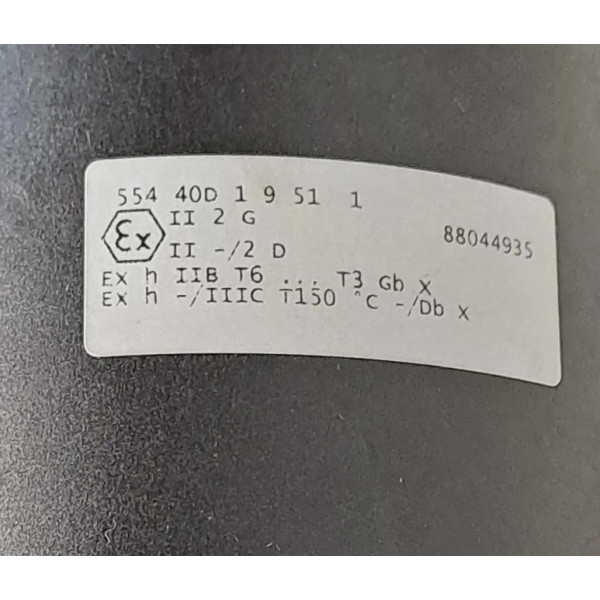 554 40D 1 9 51 1
II 2 G
88044935
Ex
II -/2 D
EX h IIB T6 ... T3 Gb X
EX h -/IIIC T150 °C -/Db X